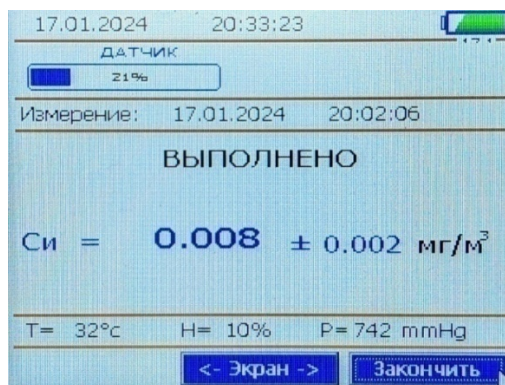 17.01.2024 20:33:23
ДАТЧИК
21%
Измерение: 17.01.2024 20:02:06
ВЫПОЛНЕНО
Си = 0.008 ± 0.002 мг/м³
T= 32°c H= 10% P= 742 mmHg
<- Экран -> Закончить